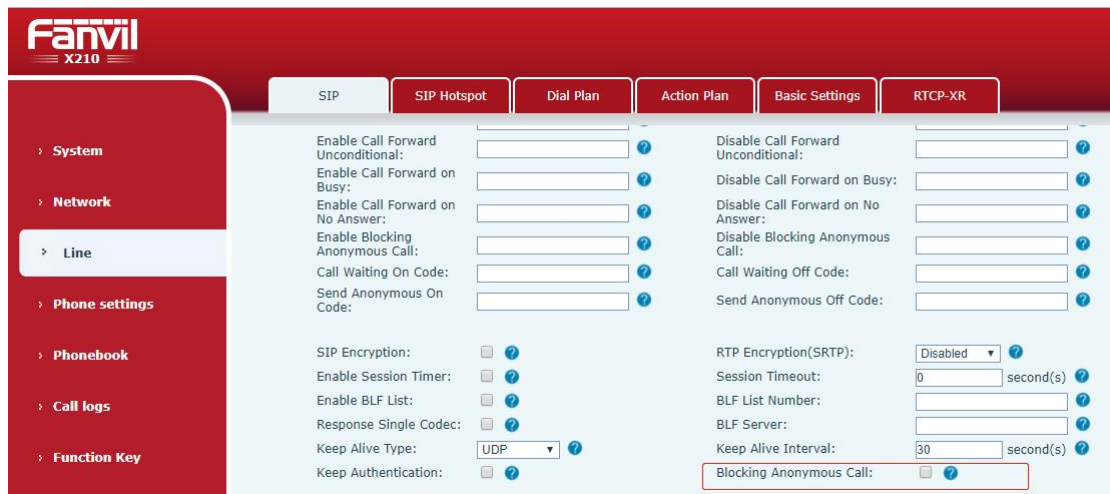 Fanvil
X210
SIP
SIP Hotspot
Dial Plan
Action Plan
Basic Settings
RTCP-XR
› System
› Network
› Line
› Phone settings
› Phonebook
› Call logs
› Function Key
Enable Call Forward
Unconditional:
Disable Call Forward
Unconditional:
Enable Call Forward on
Busy:
Disable Call Forward on Busy:
Enable Call Forward on
No Answer:
Disable Call Forward on No
Answer:
Enable Blocking
Anonymous Call:
Disable Blocking Anonymous
Call:
Call Waiting On Code:
Call Waiting Off Code:
Send Anonymous On
Code:
Send Anonymous Off Code:
SIP Encryption:
RTP Encryption(SRTP): Disabled
Enable Session Timer:
Session Timeout: 0 second(s)
Enable BLF List:
BLF List Number:
Response Single Codec:
BLF Server:
Keep Alive Type: UDP
Keep Alive Interval: 30 second(s)
Keep Authentication:
Blocking Anonymous Call: